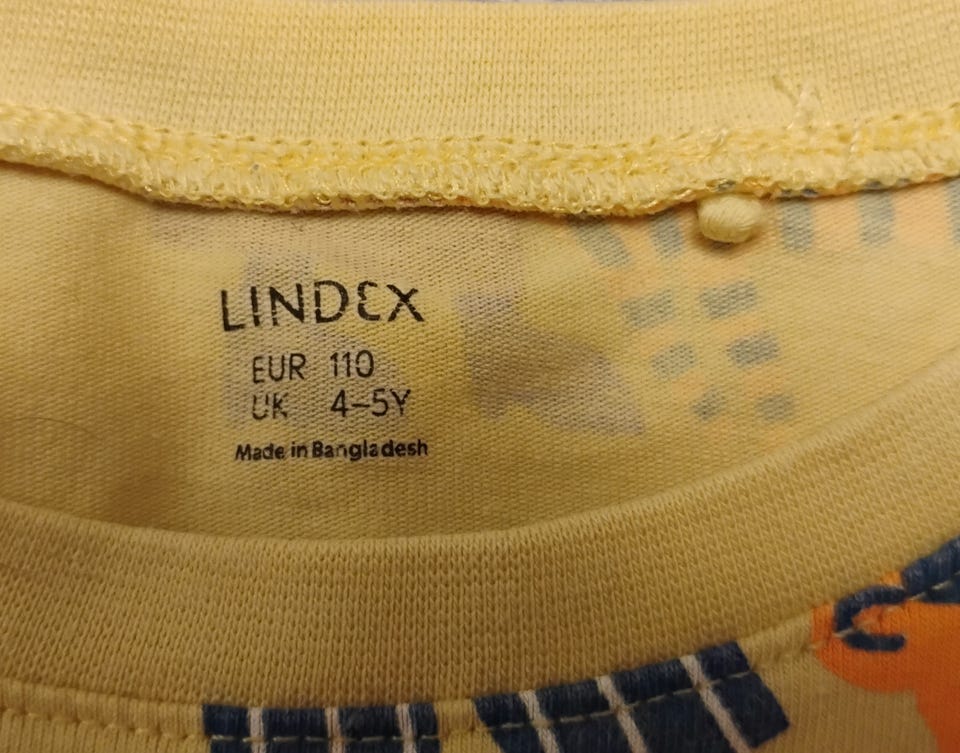 LINDEX
EUR 110
UK 4–5Y
Made in Bangladesh